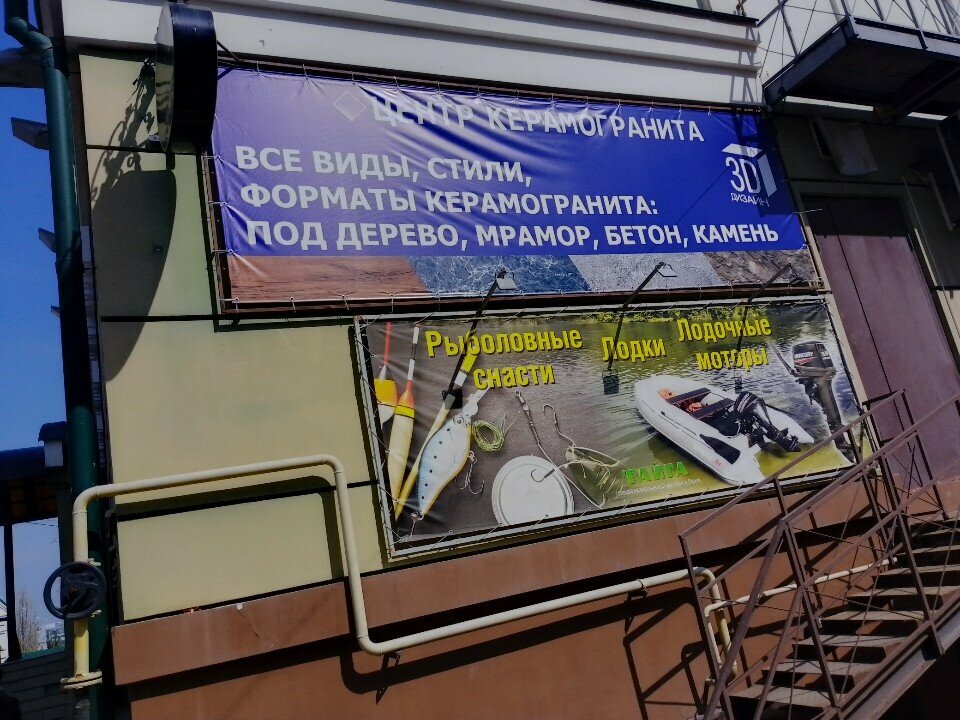 ЦЕНТР КЕРАМОГРАНИТА
ВСЕ ВИДЫ, СТИЛИ,
ФОРМАТЫ КЕРАМОГРАНИТА:
ПОД ДЕРЕВО, МРАМОР, БЕТОН, КАМЕНЬ
3D
ДИЗАЙН
Рыболовные
снасти
Лодки
Лодочные
моторы